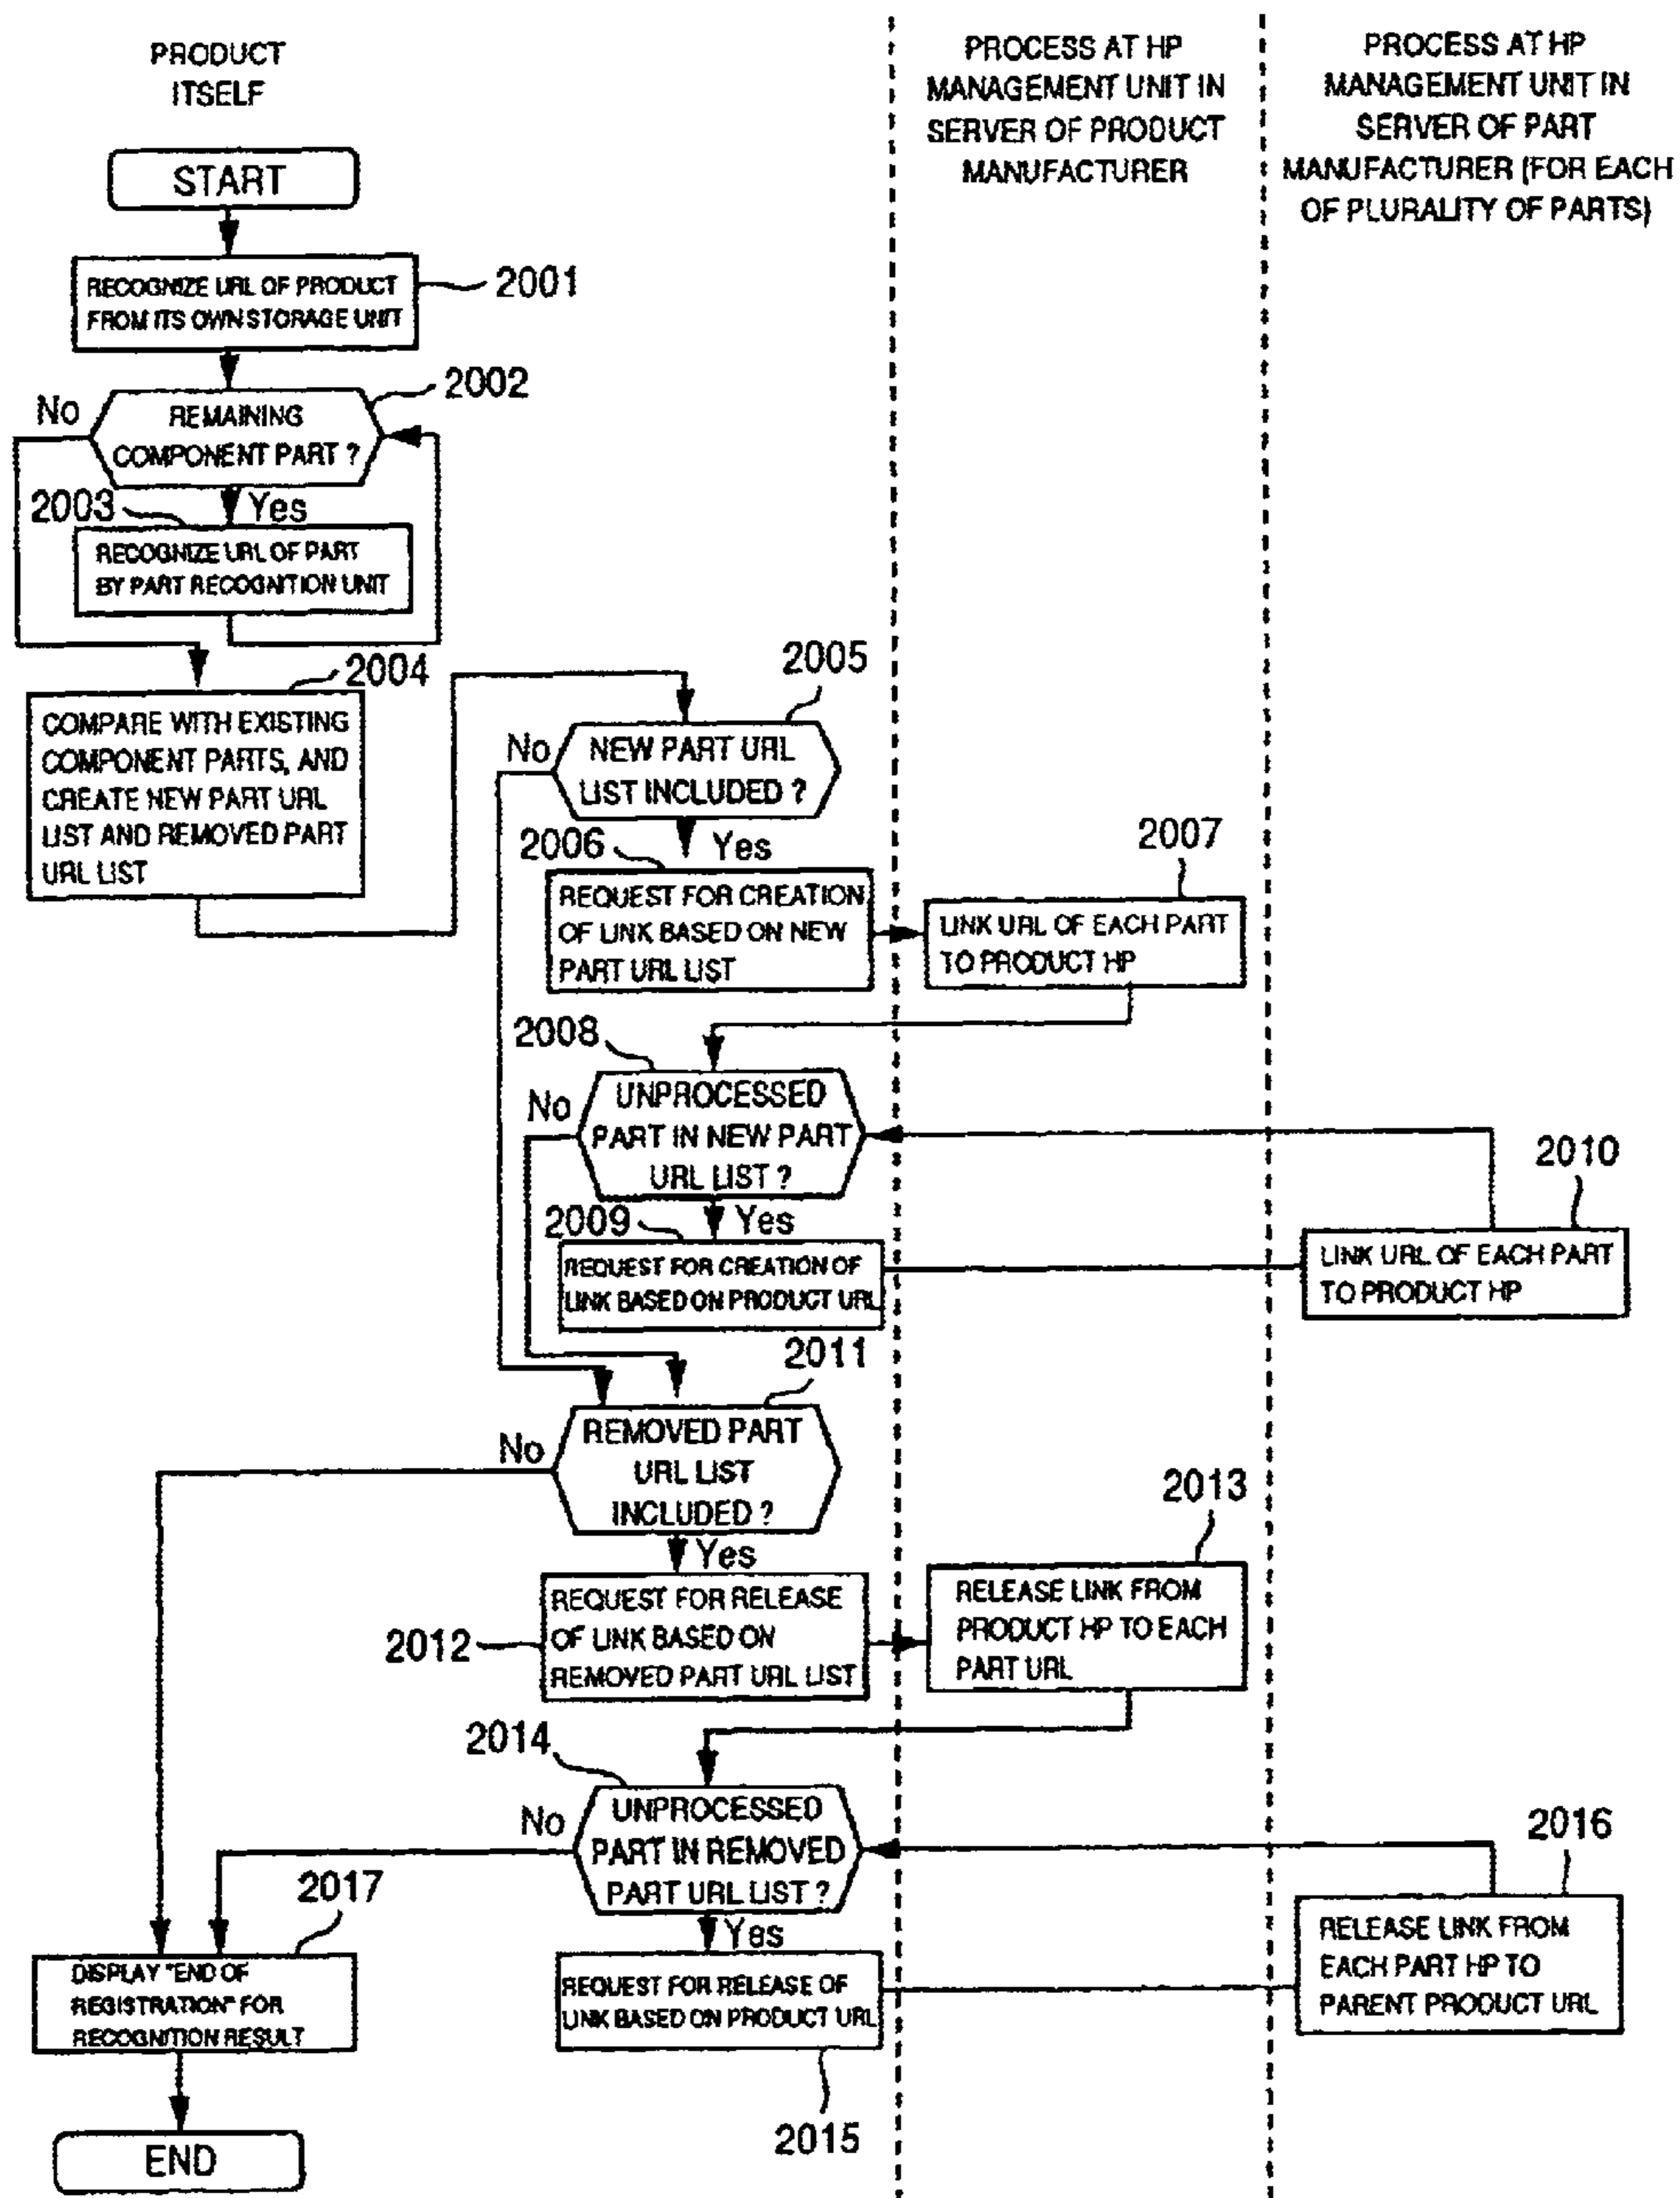 PRODUCT
ITSELF
PROCESS AT HP
MANAGEMENT UNIT IN
SERVER OF PRODUCT
MANUFACTURER
PROCESS AT HP
MANAGEMENT UNIT IN
SERVER OF PART
MANUFACTURER (FOR EACH
OF PLURALITY OF PARTS)
START
RECOGNIZE URL OF PRODUCT
FROM ITS OWN STORAGE UNIT
2001
2002
No
REMAINING
COMPONENT PART ?
2003
Yes
RECOGNIZE URL OF PART
BY PART RECOGNITION UNIT
2004
COMPARE WITH EXISTING
COMPONENT PARTS, AND
CREATE NEW PART URL
LIST AND REMOVED PART
URL LIST
2005
No
NEW PART URL
LIST INCLUDED ?
2006
Yes
REQUEST FOR CREATION
OF LINK BASED ON NEW
PART URL LIST
2007
LINK URL OF EACH PART
TO PRODUCT HP
2008
No
UNPROCESSED
PART IN NEW PART
URL LIST ?
2009
Yes
REQUEST FOR CREATION OF
LINK BASED ON PRODUCT URL
2010
LINK URL OF EACH PART
TO PRODUCT HP
2011
No
REMOVED PART
URL LIST
INCLUDED ?
Yes
2012
REQUEST FOR RELEASE
OF LINK BASED ON
REMOVED PART URL LIST
2013
RELEASE LINK FROM
PRODUCT HP TO EACH
PART URL
2014
No
UNPROCESSED
PART IN REMOVED
PART URL LIST ?
Yes
REQUEST FOR RELEASE OF
LINK BASED ON PRODUCT URL
2015
2016
RELEASE LINK FROM
EACH PART HP TO
PARENT PRODUCT URL
2017
DISPLAY "END OF
REGISTRATION" FOR
RECOGNITION RESULT
END